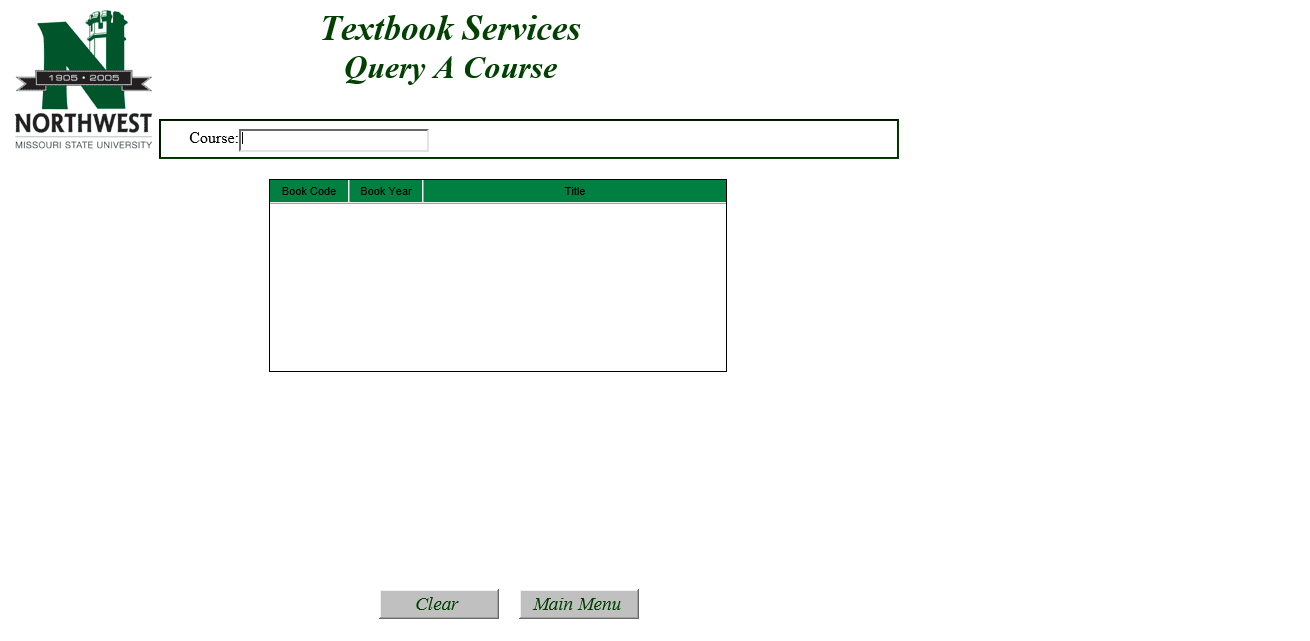 Textbook Services
Query A Course
1905 • 2005
NORTHWEST
MISSOURI STATE UNIVERSITY
Course:
Book Code Book Year Title
Clear Main Menu